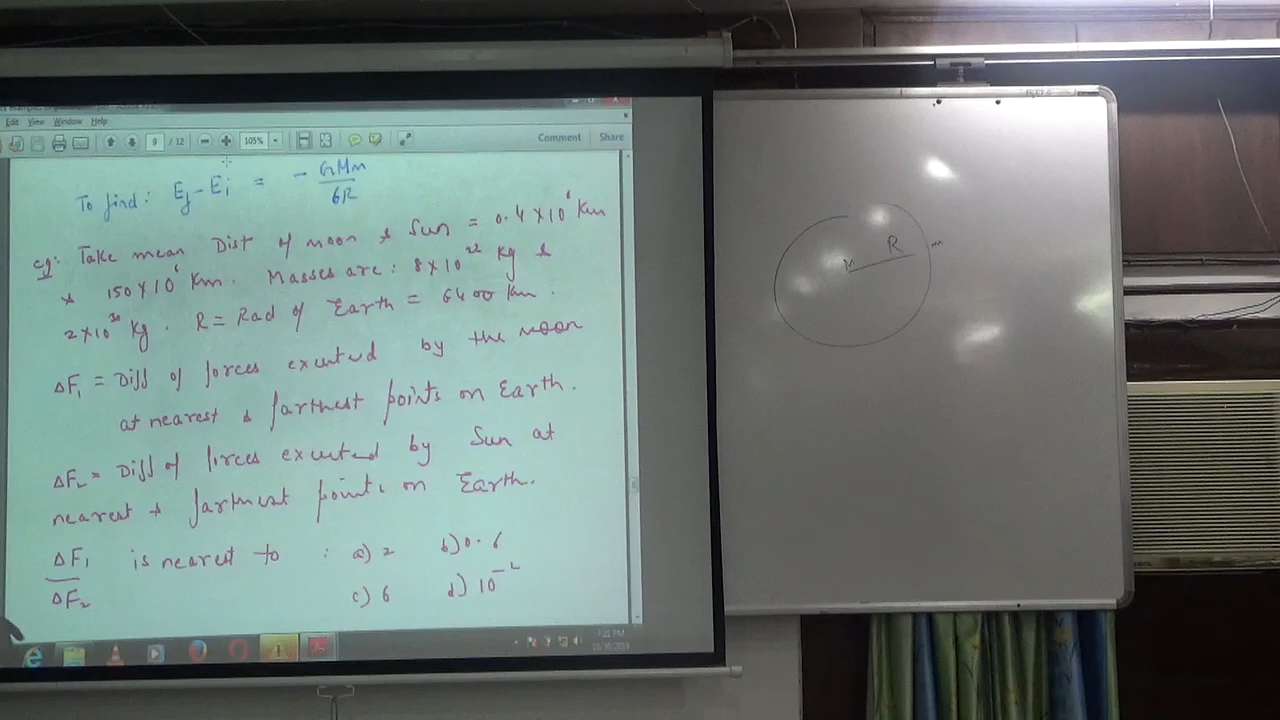 Edit View Window Help
9 / 12 105% Comment Share
To find: Ef - Ei = - GMm / 6R
eg: Take mean Dist of moon & Sun = 0.4 × 10^6 Km
& 150 × 10^6 Km. Masses are: 8 × 10^22 kg &
2 × 10^30 kg. R = Rad of Earth = 6400 Km.
ΔF1 = Diff of forces exerted by the moon
at nearest & farthest points on Earth.
ΔF2 = Diff of forces exerted by Sun at
nearest & farthest points on Earth.
ΔF1 / ΔF2 is nearest to : a) 2 b) 0.6
c) 6 d) 10^-2
7:21 PM
M R m